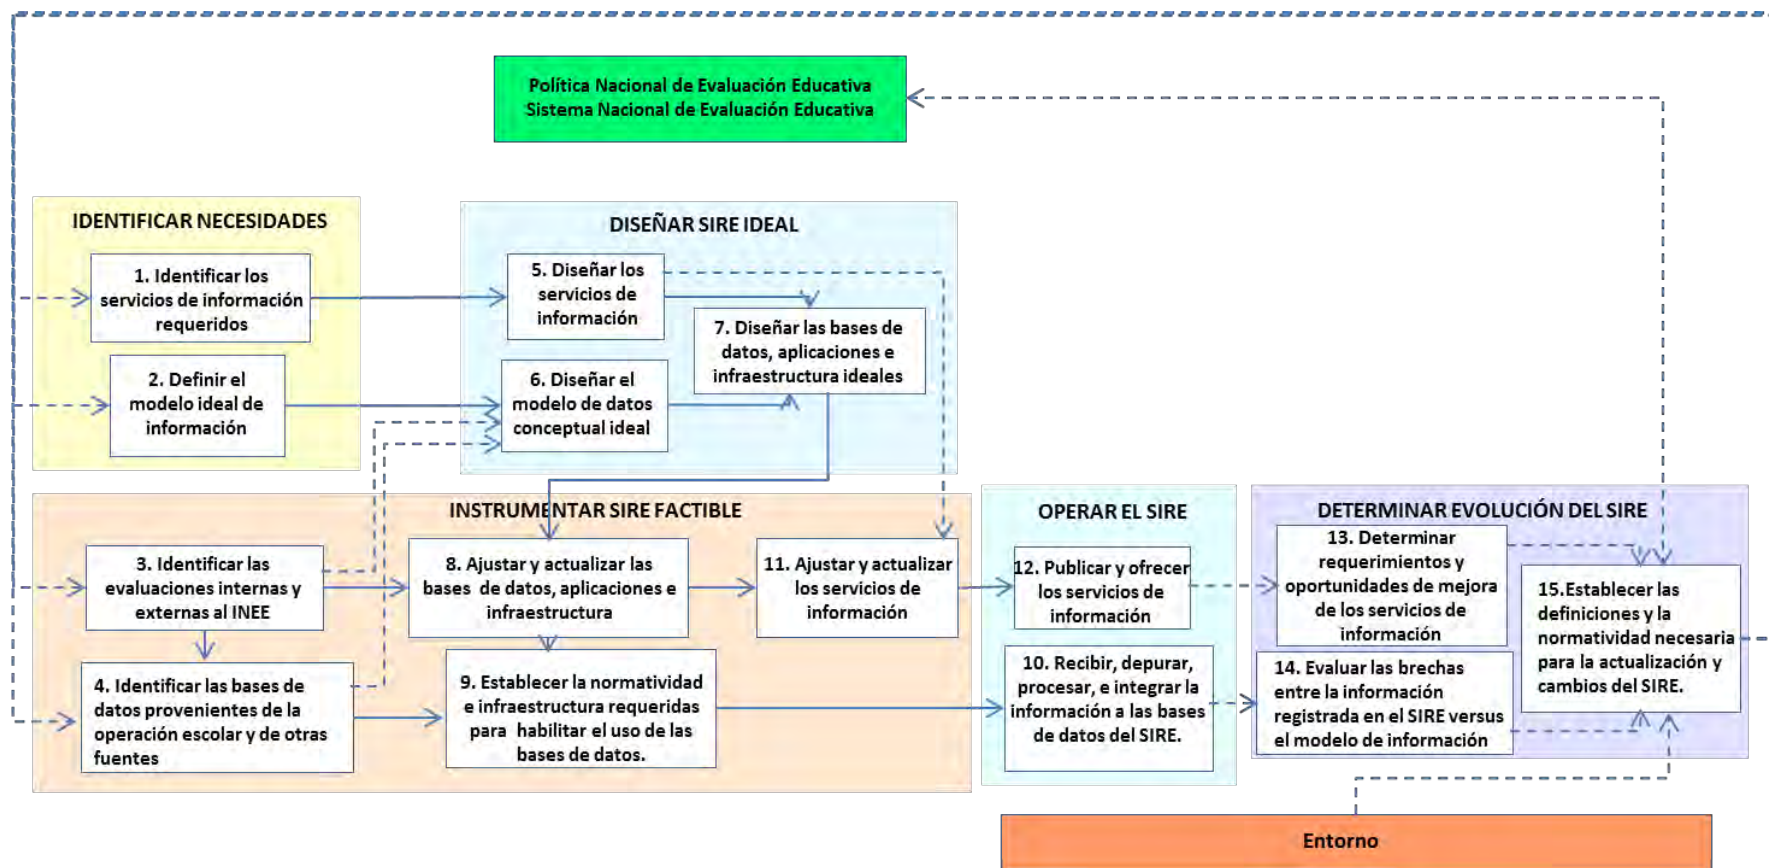 Política Nacional de Evaluación Educativa
Sistema Nacional de Evaluación Educativa
IDENTIFICAR NECESIDADES
1. Identificar los
servicios de información
requeridos
2. Definir el
modelo ideal de
información
DISEÑAR SIRE IDEAL
5. Diseñar los
servicios de
información
6. Diseñar el
modelo de datos
conceptual ideal
7. Diseñar las bases de
datos, aplicaciones e
infraestructura ideales
INSTRUMENTAR SIRE FACTIBLE
3. Identificar las
evaluaciones internas y
externas al INEE
4. Identificar las bases de
datos provenientes de la
operación escolar y de otras
fuentes
8. Ajustar y actualizar las
bases de datos, aplicaciones e
infraestructura
9. Establecer la normatividad
e infraestructura requeridas
para habilitar el uso de las
bases de datos.
11. Ajustar y actualizar
los servicios de
información
OPERAR EL SIRE
12. Publicar y ofrecer
los servicios de
información
10. Recibir, depurar,
procesar, e integrar la
información a las bases
de datos del SIRE.
DETERMINAR EVOLUCIÓN DEL SIRE
13. Determinar
requerimientos y
oportunidades de mejora
de los servicios de
información
14. Evaluar las brechas
entre la información
registrada en el SIRE versus
el modelo de información
15.Establecer las
definiciones y la
normatividad necesaria
para la actualización y
cambios del SIRE.
Entorno